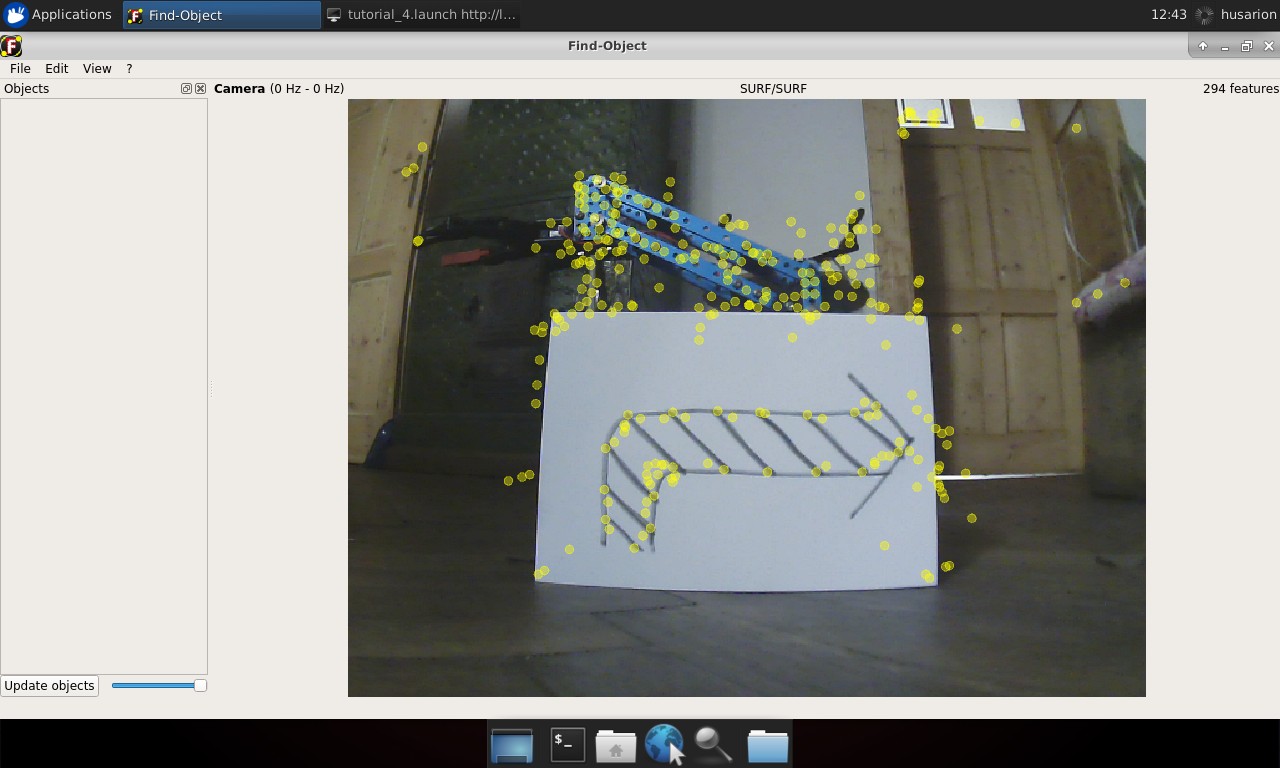 Applications
Find-Object
tutorial_4.launch http://l...
12:43
husarion
Find-Object
File Edit View ?
Objects
Camera (0 Hz - 0 Hz)
SURF/SURF
294 features
Update objects
$_